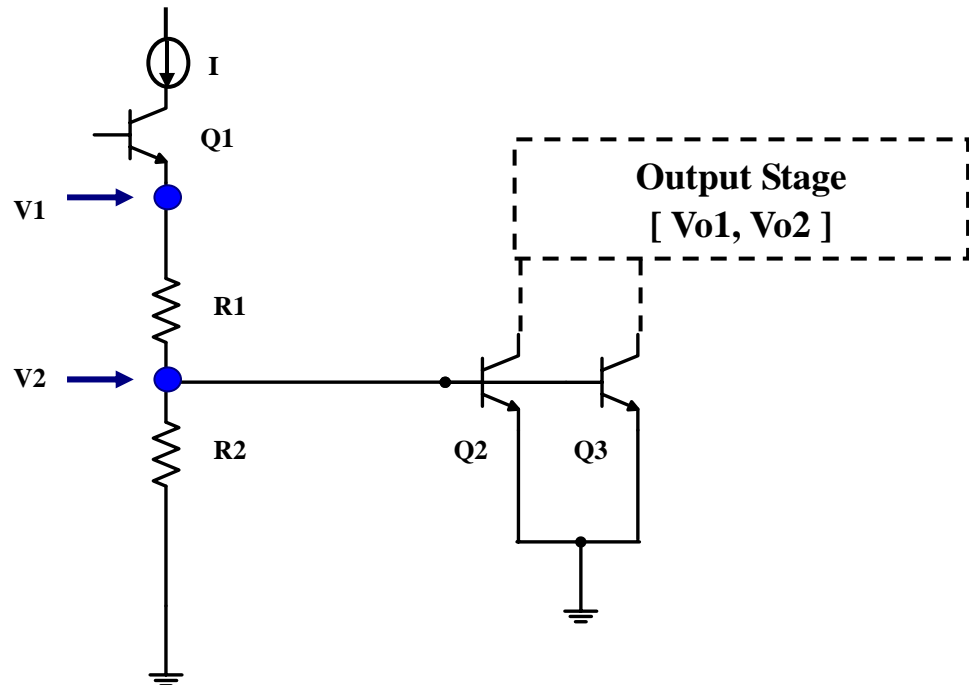 I
Q1
Output Stage
[ Vo1, Vo2 ]
V1
R1
V2
R2
Q2
Q3